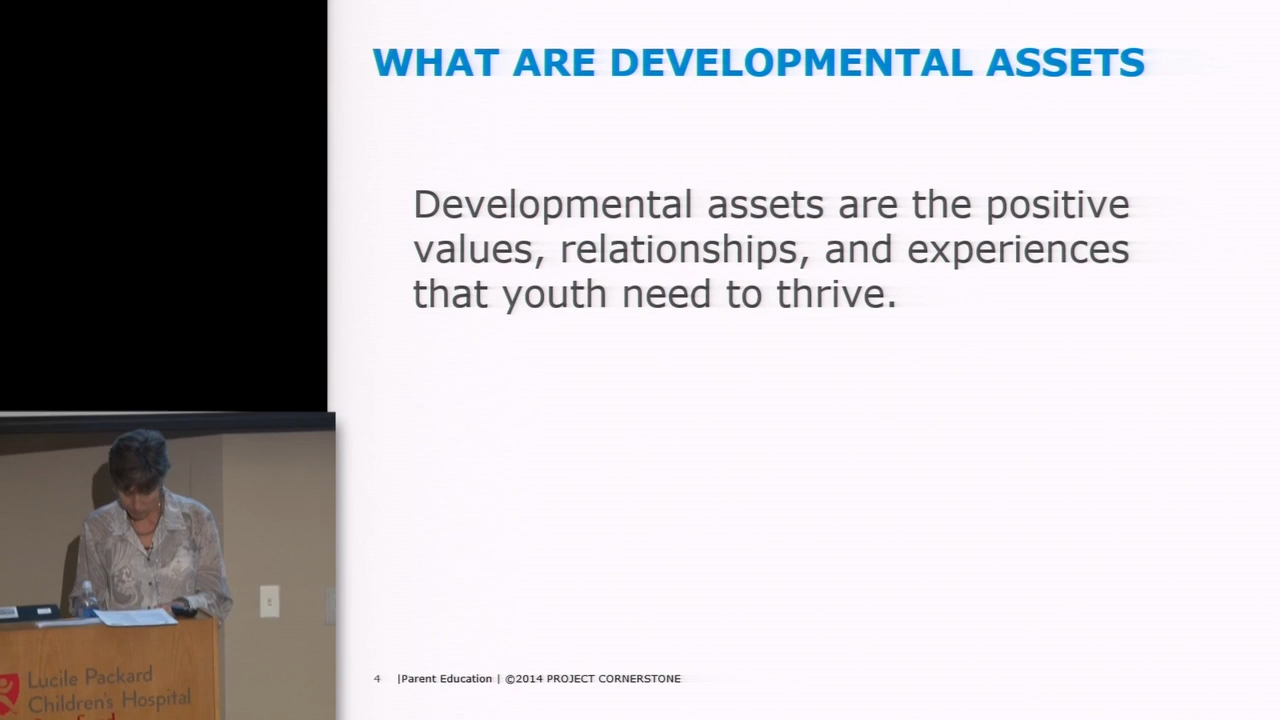 WHAT ARE DEVELOPMENTAL ASSETS
Developmental assets are the positive
values, relationships, and experiences
that youth need to thrive.
4 |Parent Education | ©2014 PROJECT CORNERSTONE
Lucile Packard
Children's Hospital